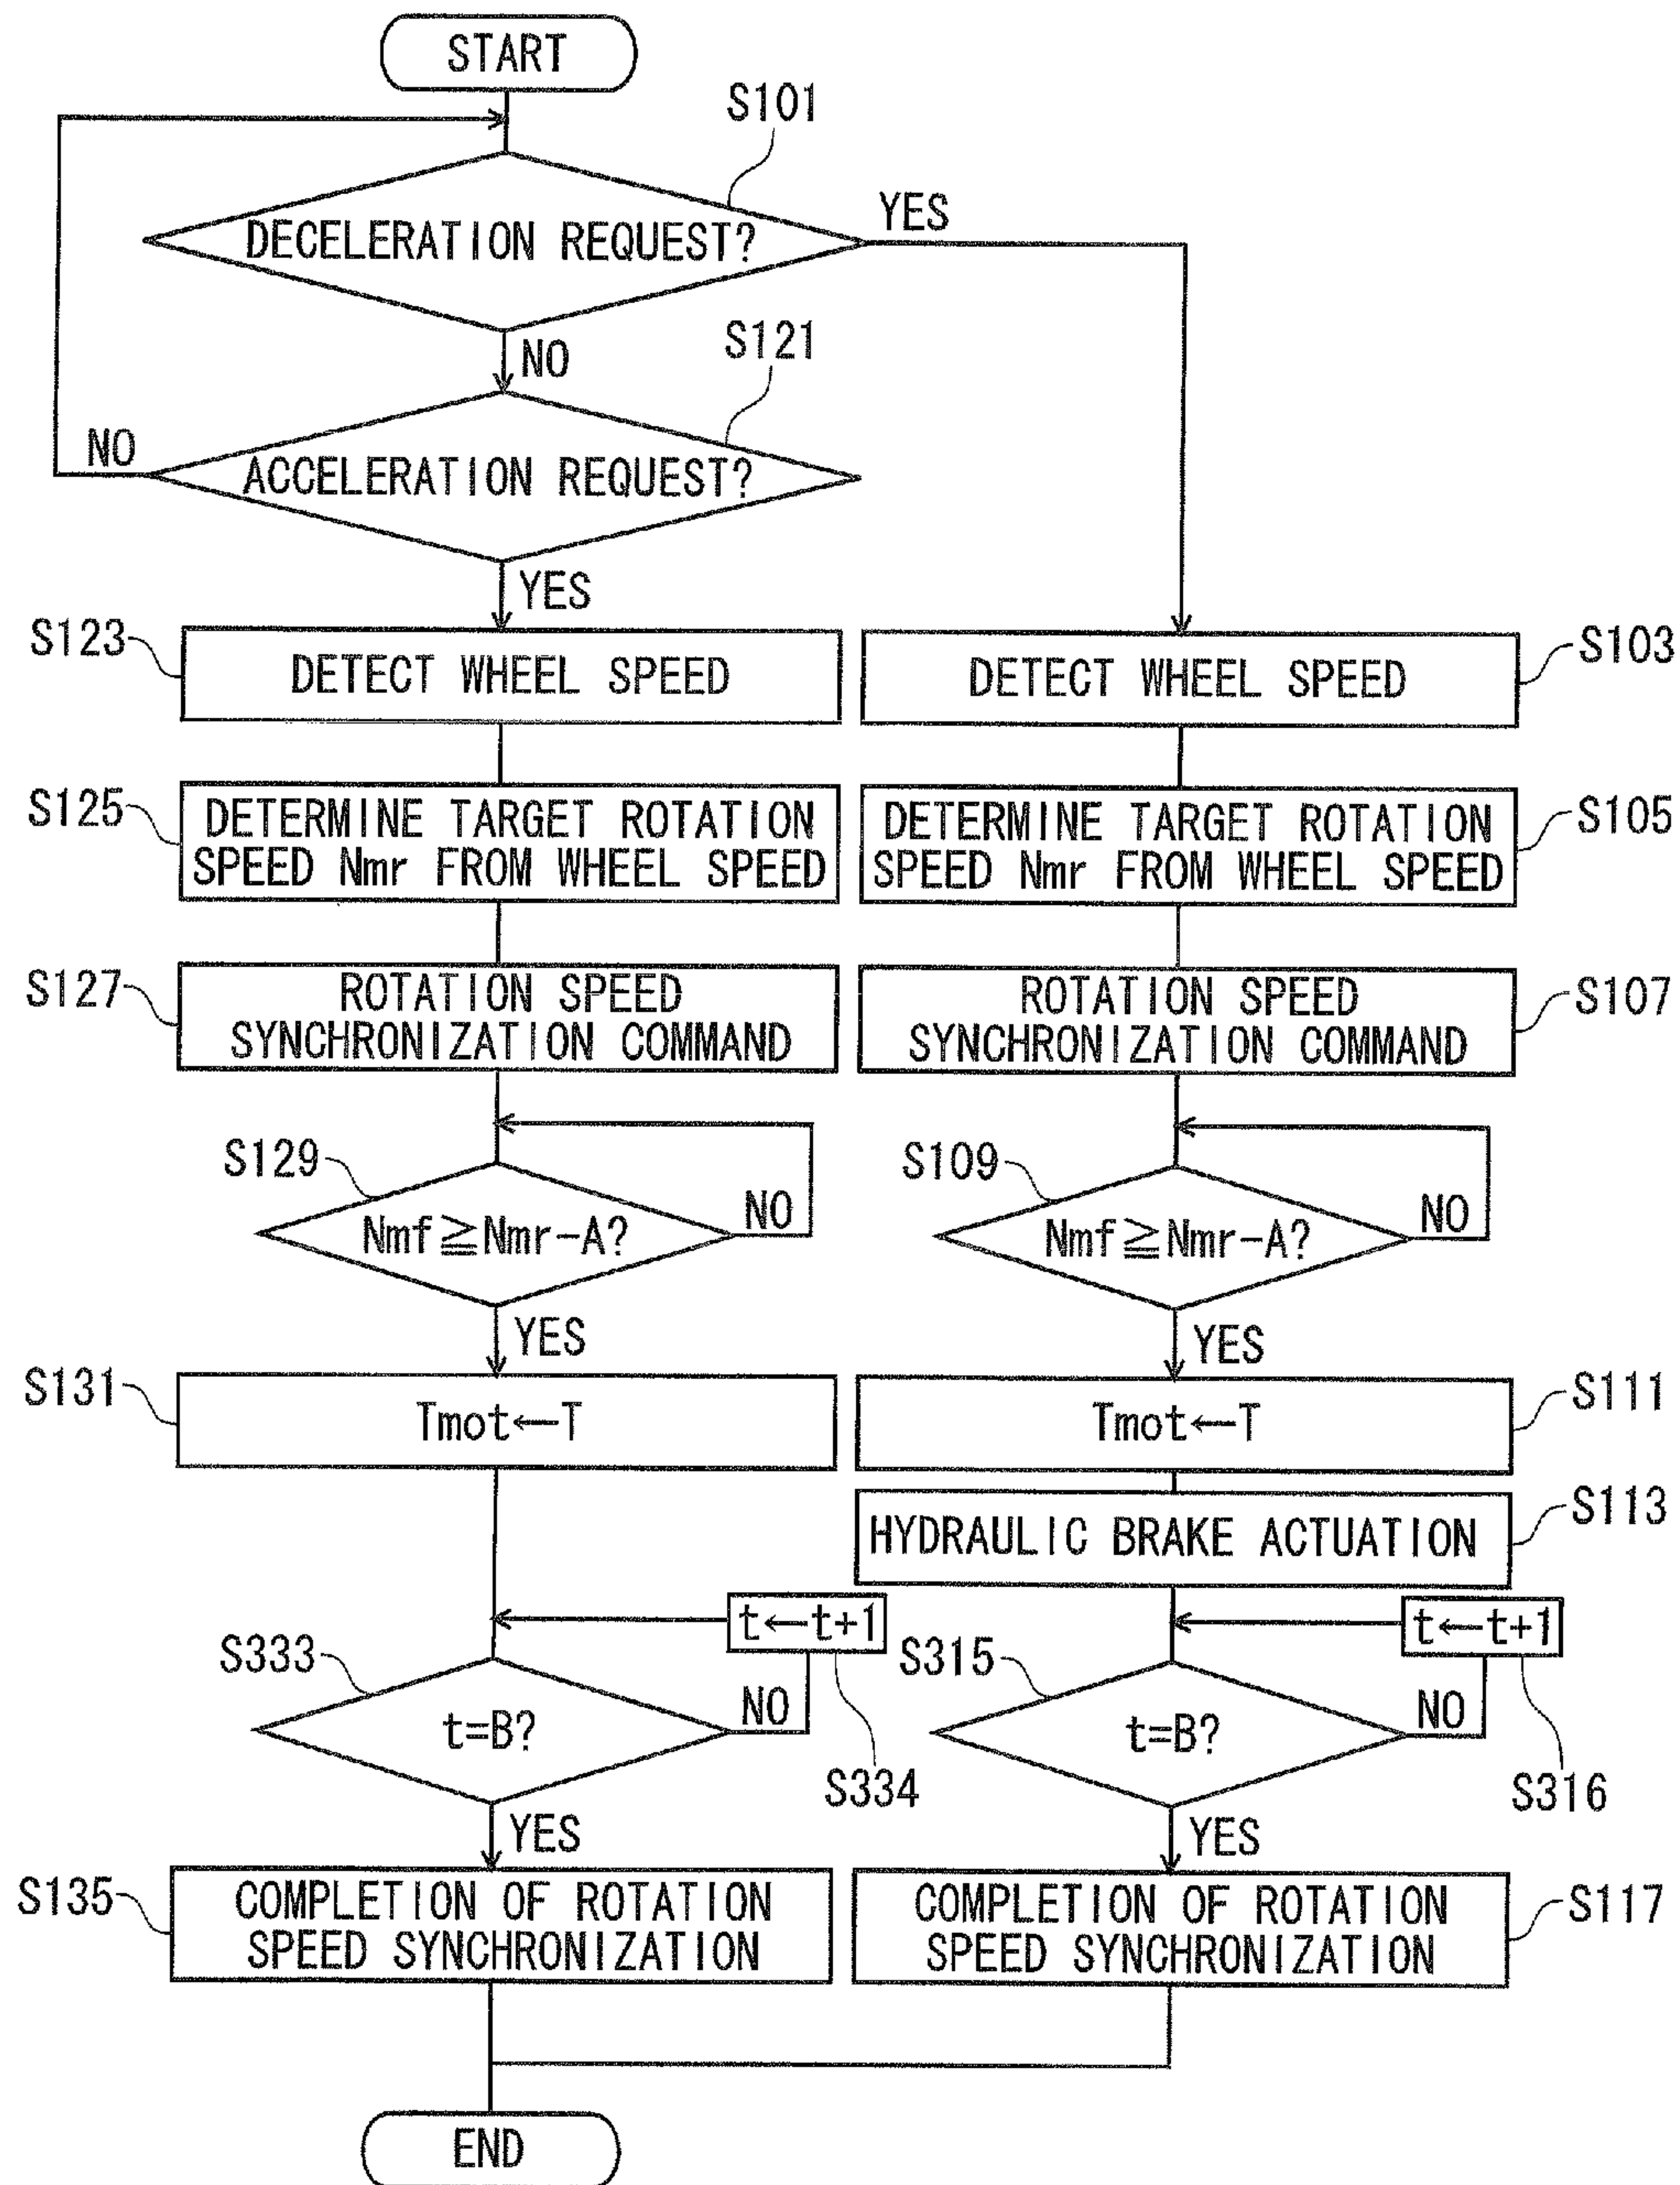 START
S101
DECELERATION REQUEST?
YES
NO
S121
NO
ACCELERATION REQUEST?
YES
S123
DETECT WHEEL SPEED
DETECT WHEEL SPEED
S103
S125
DETERMINE TARGET ROTATION
SPEED Nmr FROM WHEEL SPEED
DETERMINE TARGET ROTATION
SPEED Nmr FROM WHEEL SPEED
S105
S127
ROTATION SPEED
SYNCHRONIZATION COMMAND
ROTATION SPEED
SYNCHRONIZATION COMMAND
S107
S129
Nmf≧Nmr-A?
NO
YES
S109
Nmf≧Nmr-A?
NO
YES
S131
Tmot←T
Tmot←T
S111
HYDRAULIC BRAKE ACTUATION
S113
t←t+1
S333
t=B?
NO
S334
YES
t←t+1
S315
t=B?
NO
S316
YES
S135
COMPLETION OF ROTATION
SPEED SYNCHRONIZATION
COMPLETION OF ROTATION
SPEED SYNCHRONIZATION
S117
END